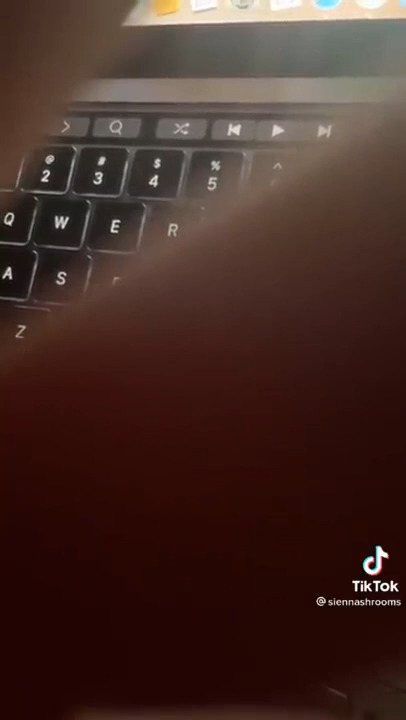 @ # $ % ^
2 3 4 5
Q W E R
A S
Z
TikTok
@siennashrooms